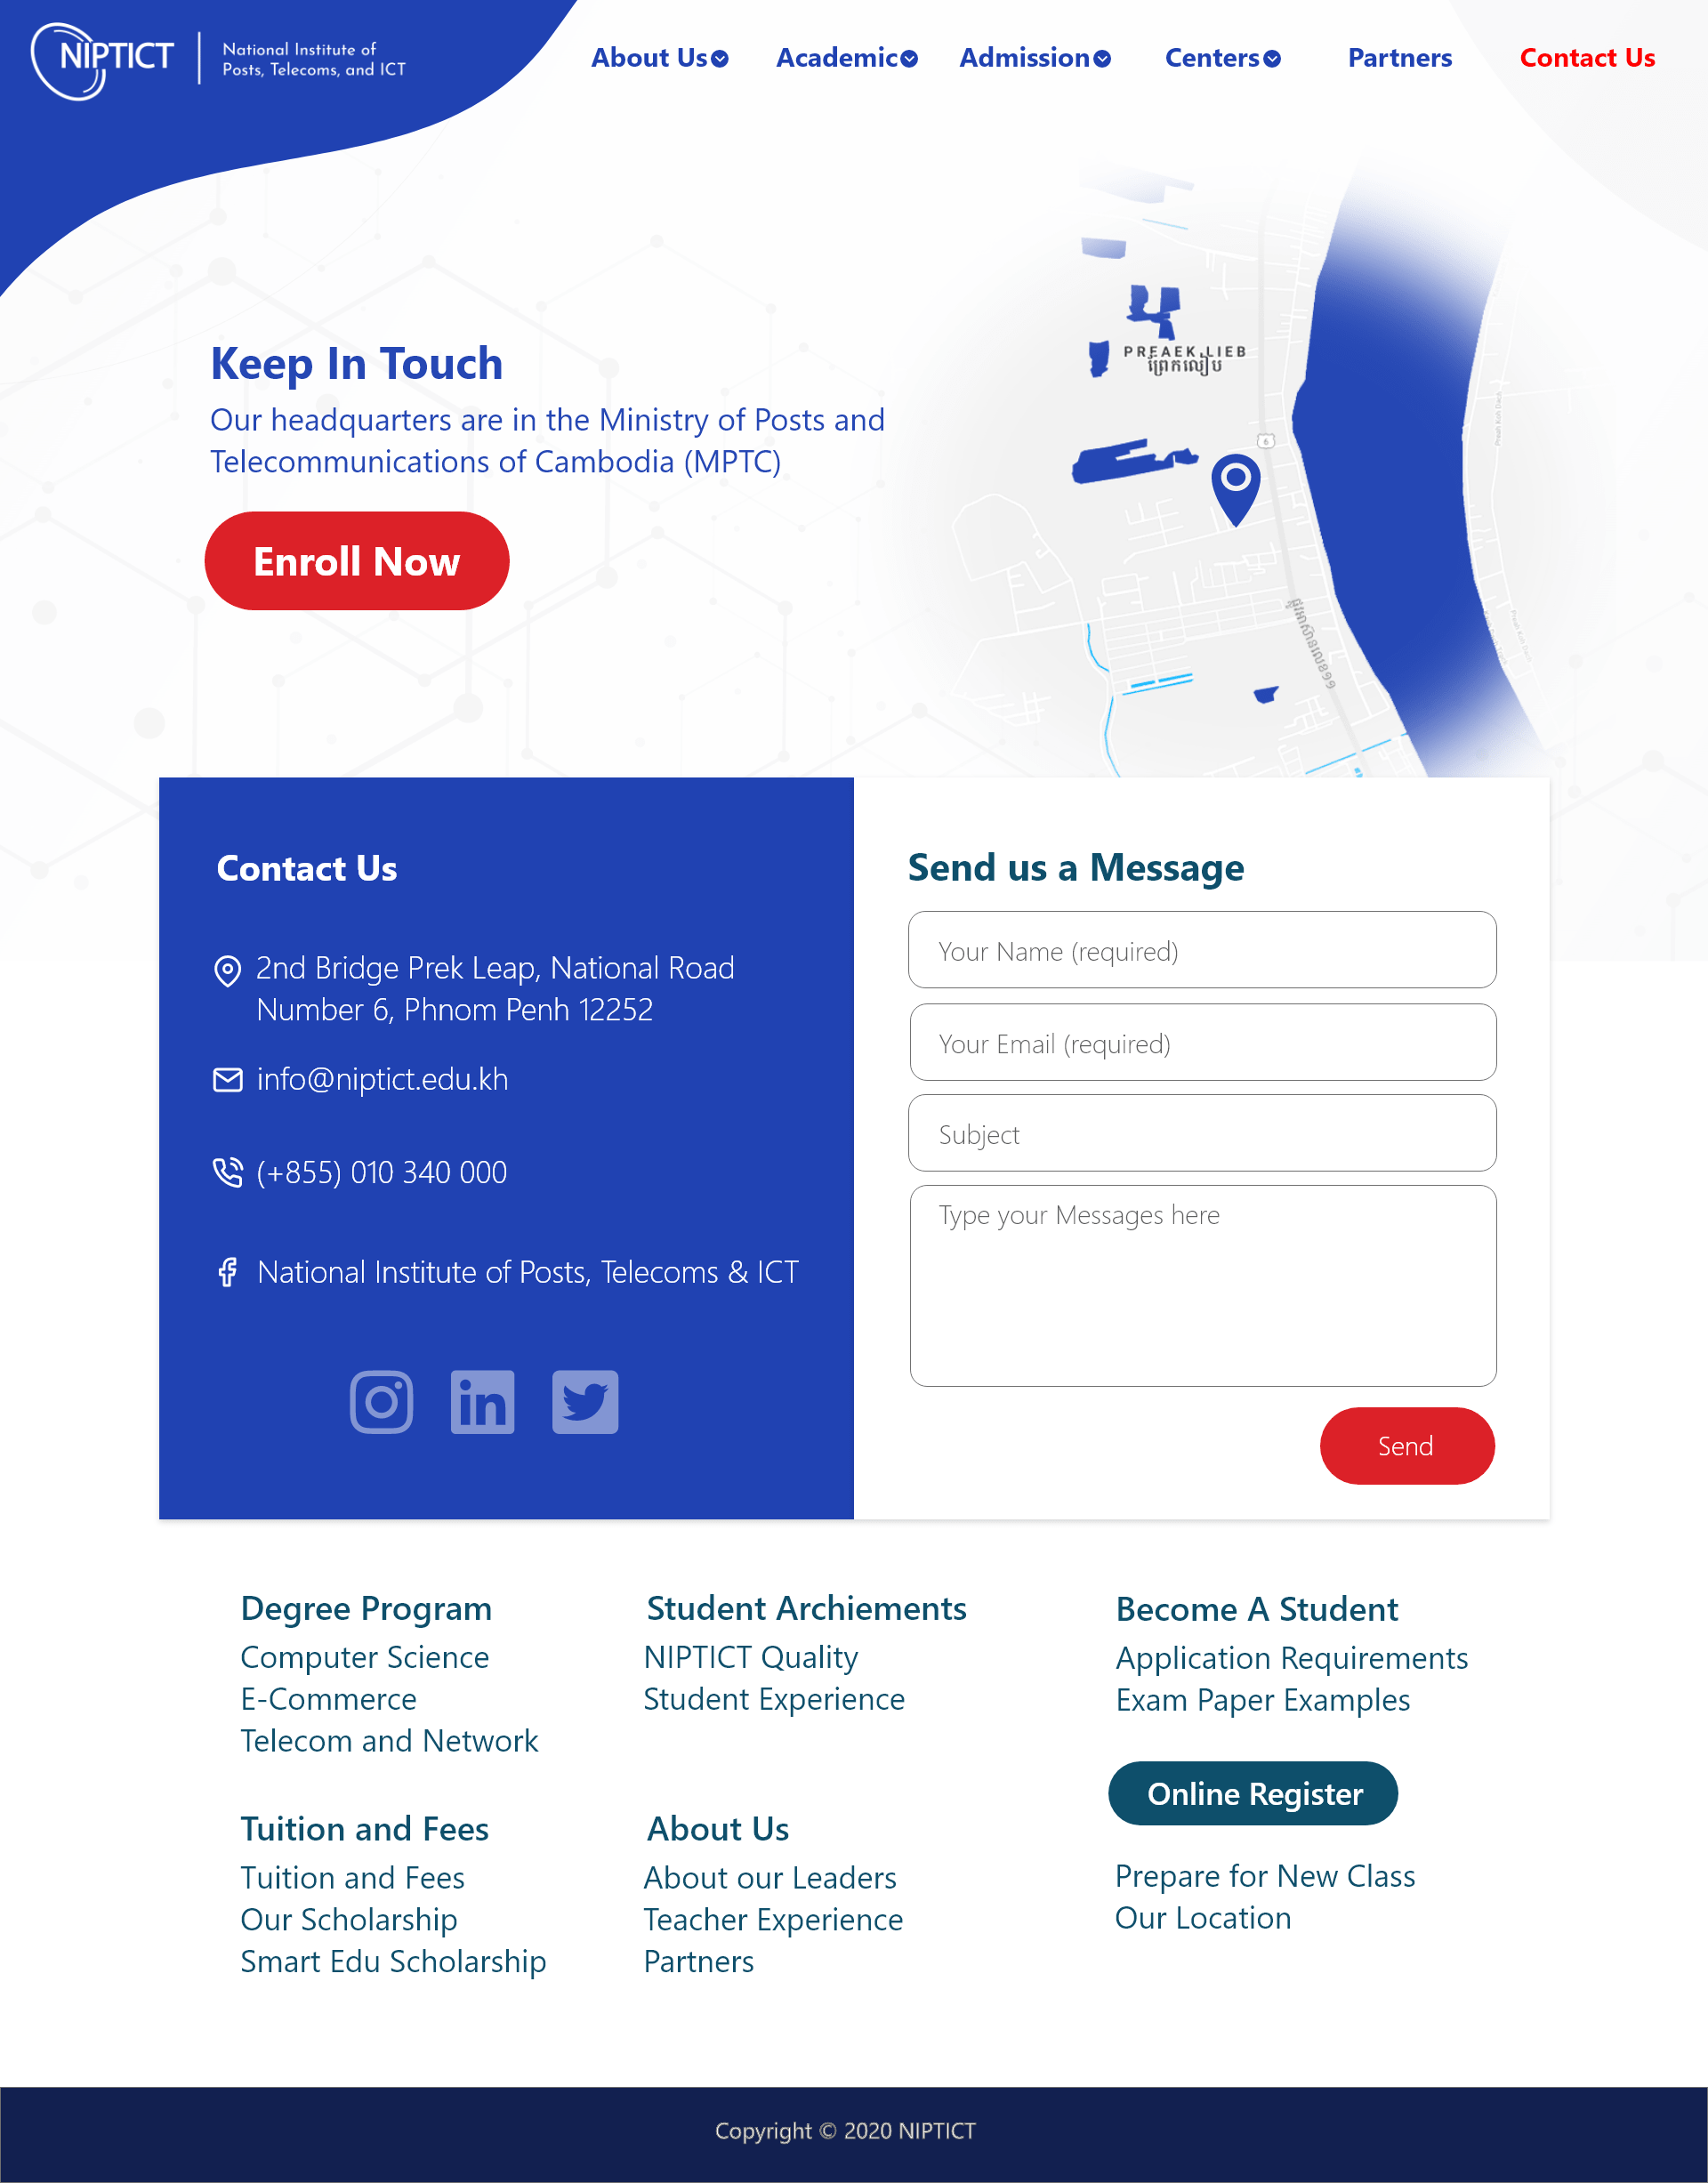 NIPTICT
National Institute of
Posts, Telecoms, and ICT
About Us
Academic
Admission
Centers
Partners
Contact Us
PREAEK LIEB
ព្រែកលៀប
6
Keep In Touch
Our headquarters are in the Ministry of Posts and
Telecommunications of Cambodia (MPTC)
Enroll Now
Contact Us
2nd Bridge Prek Leap, National Road
Number 6, Phnom Penh 12252
info@niptict.edu.kh
(+855) 010 340 000
National Institute of Posts, Telecoms & ICT
in
Send us a Message
Your Name (required)
Your Email (required)
Subject
Type your Messages here
Send
Degree Program
Computer Science
E-Commerce
Telecom and Network
Student Archiements
NIPTICT Quality
Student Experience
Become A Student
Application Requirements
Exam Paper Examples
Online Register
Prepare for New Class
Our Location
Tuition and Fees
Tuition and Fees
Our Scholarship
Smart Edu Scholarship
About Us
About our Leaders
Teacher Experience
Partners
Copyright © 2020 NIPTICT